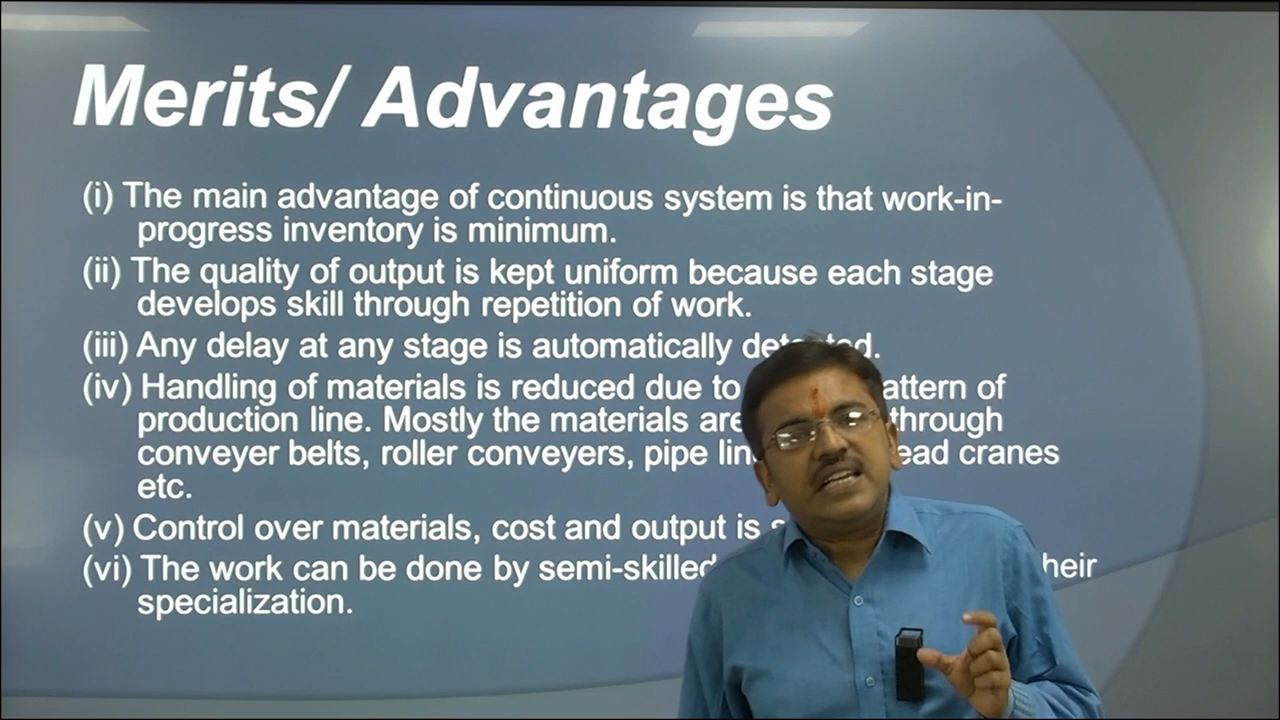 Merits/ Advantages
(i) The main advantage of continuous system is that work-in-
progress inventory is minimum.
(ii) The quality of output is kept uniform because each stage
develops skill through repetition of work.
(iii) Any delay at any stage is automatically
(iv) Handling of materials is reduced due to of
production line. Mostly the materials are through
conveyer belts, roller conveyers, pipe cranes
etc.
(v) Control over materials, cost and output is
(vi) The work can be done by semi-skilled
specialization.